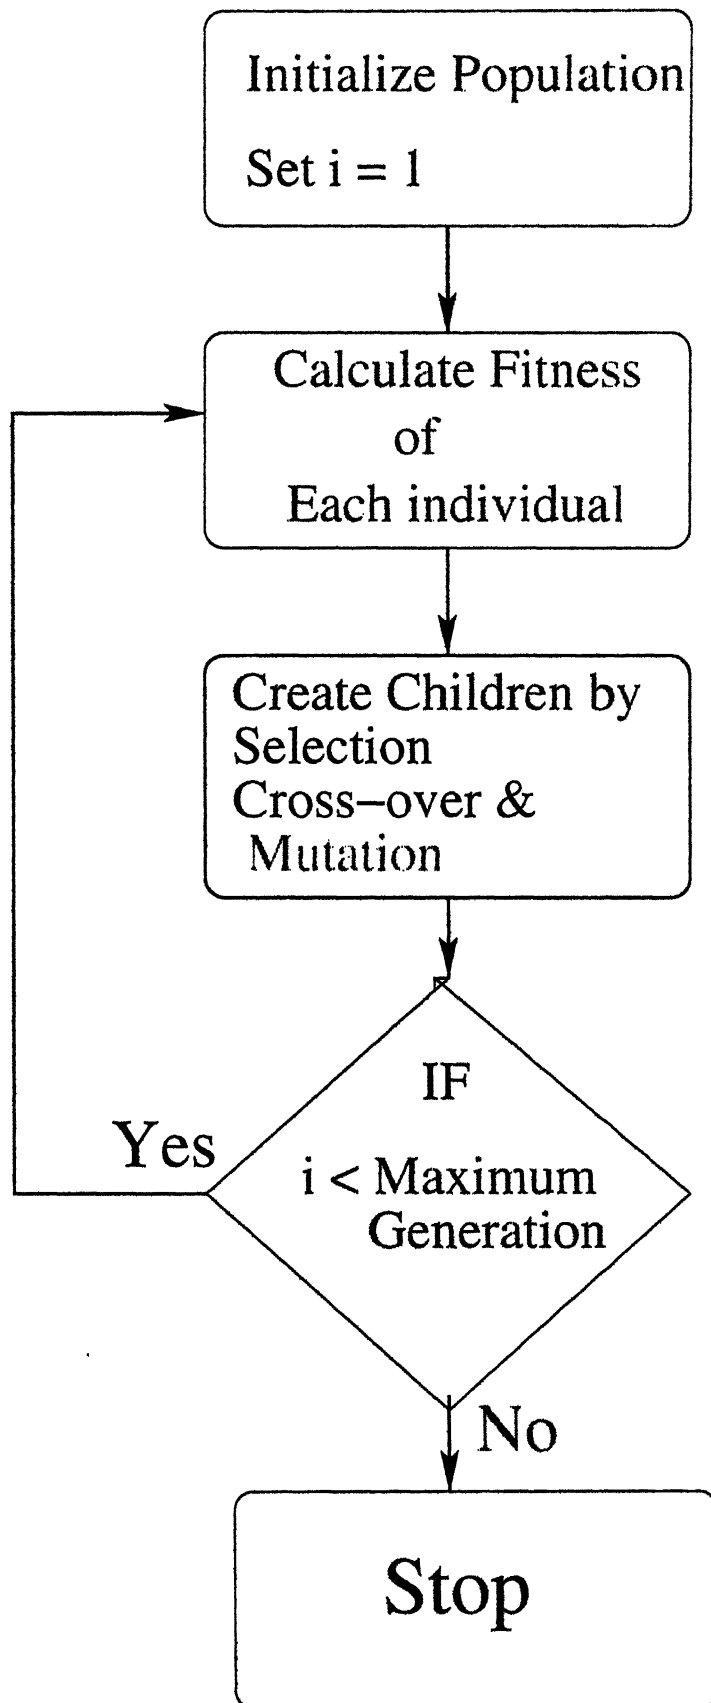 Initialize Population
Set i = 1
Calculate Fitness
of
Each individual
Create Children by
Selection
Cross–over &
Mutation
IF
Yes
i < Maximum
Generation
No
Stop